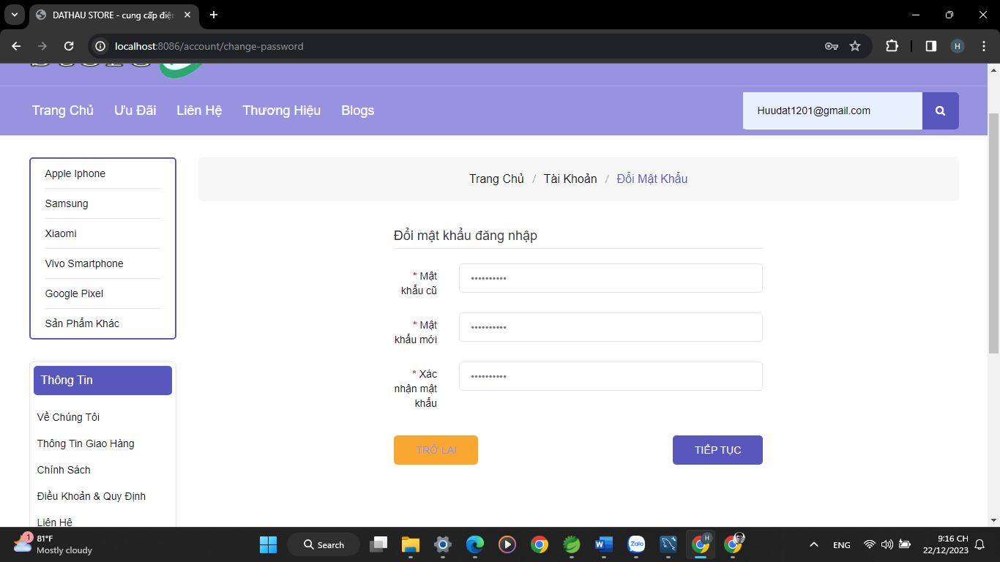 DATHAU STORE - cung cấp điện
localhost:8086/account/change-password
H
Trang Chủ
Ưu Đãi
Liên Hệ
Thương Hiệu
Blogs
Huudat1201@gmail.com
Apple Iphone
Samsung
Xiaomi
Vivo Smartphone
Google Pixel
Sản Phẩm Khác
Thông Tin
Về Chúng Tôi
Thông Tin Giao Hàng
Chính Sách
Điều Khoản & Quy Định
Liên Hệ
Trang Chủ / Tài Khoản / Đổi Mật Khẩu
Đổi mật khẩu đăng nhập
* Mật
khẩu cũ
••••••••••
* Mật
khẩu mới
••••••••••
* Xác
nhận mật
khẩu
••••••••••
TRỞ LẠI
TIẾP TỤC
1
81°F
Mostly cloudy
Search
Zalo
H
ENG
9:16 CH
22/12/2023